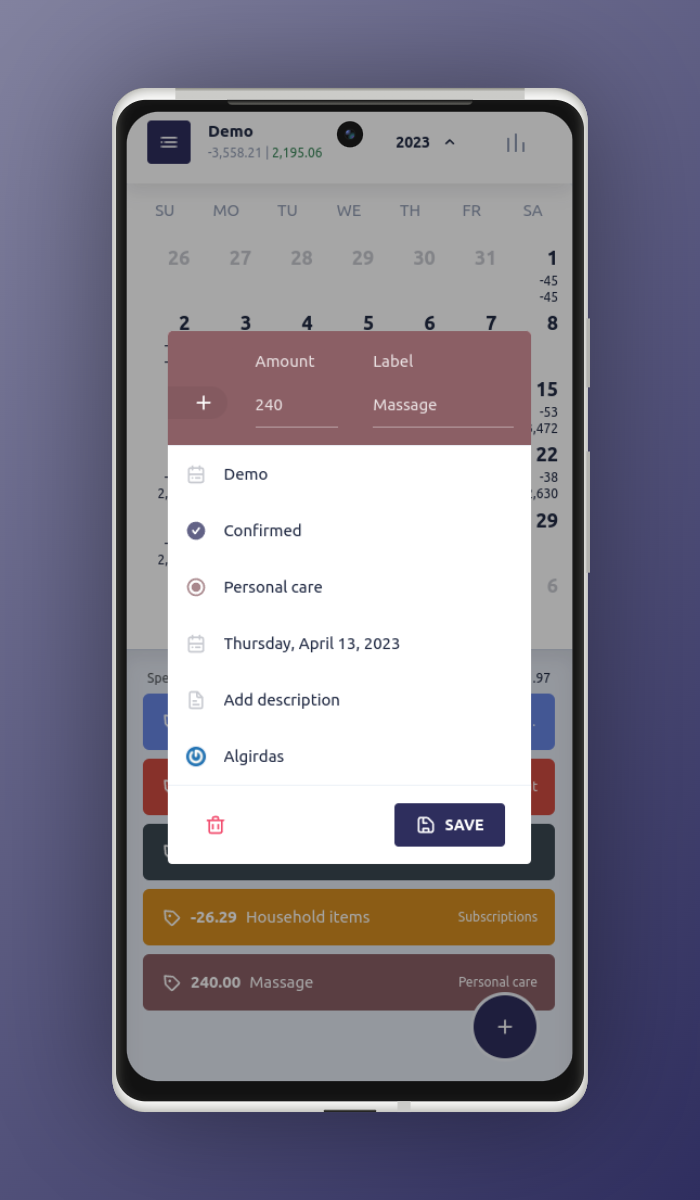 Demo
-3,558.21 | 2,195.06
2023
SU MO TU WE TH FR SA
26 27 28 29 30 31 1
-45
-45
2 3 4 5 6 7 8
Amount Label
+ 240 Massage
15
-53
,472
22
-38
,630
2,
29
2,
6
Demo
Confirmed
Personal care
Thursday, April 13, 2023
Add description
Algirdas
SAVE
Spe
.97
.
t
-26.29 Household items Subscriptions
240.00 Massage Personal care
+